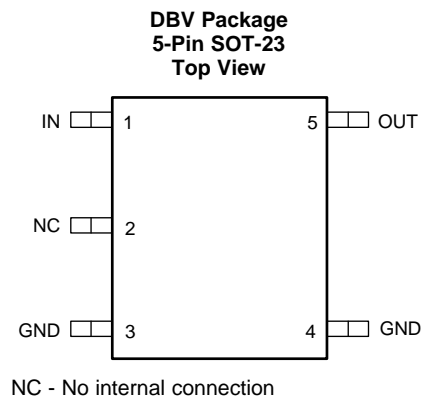 DBV Package
5-Pin SOT-23
Top View
IN 1 5 OUT
NC 2
GND 3 4 GND
NC - No internal connection